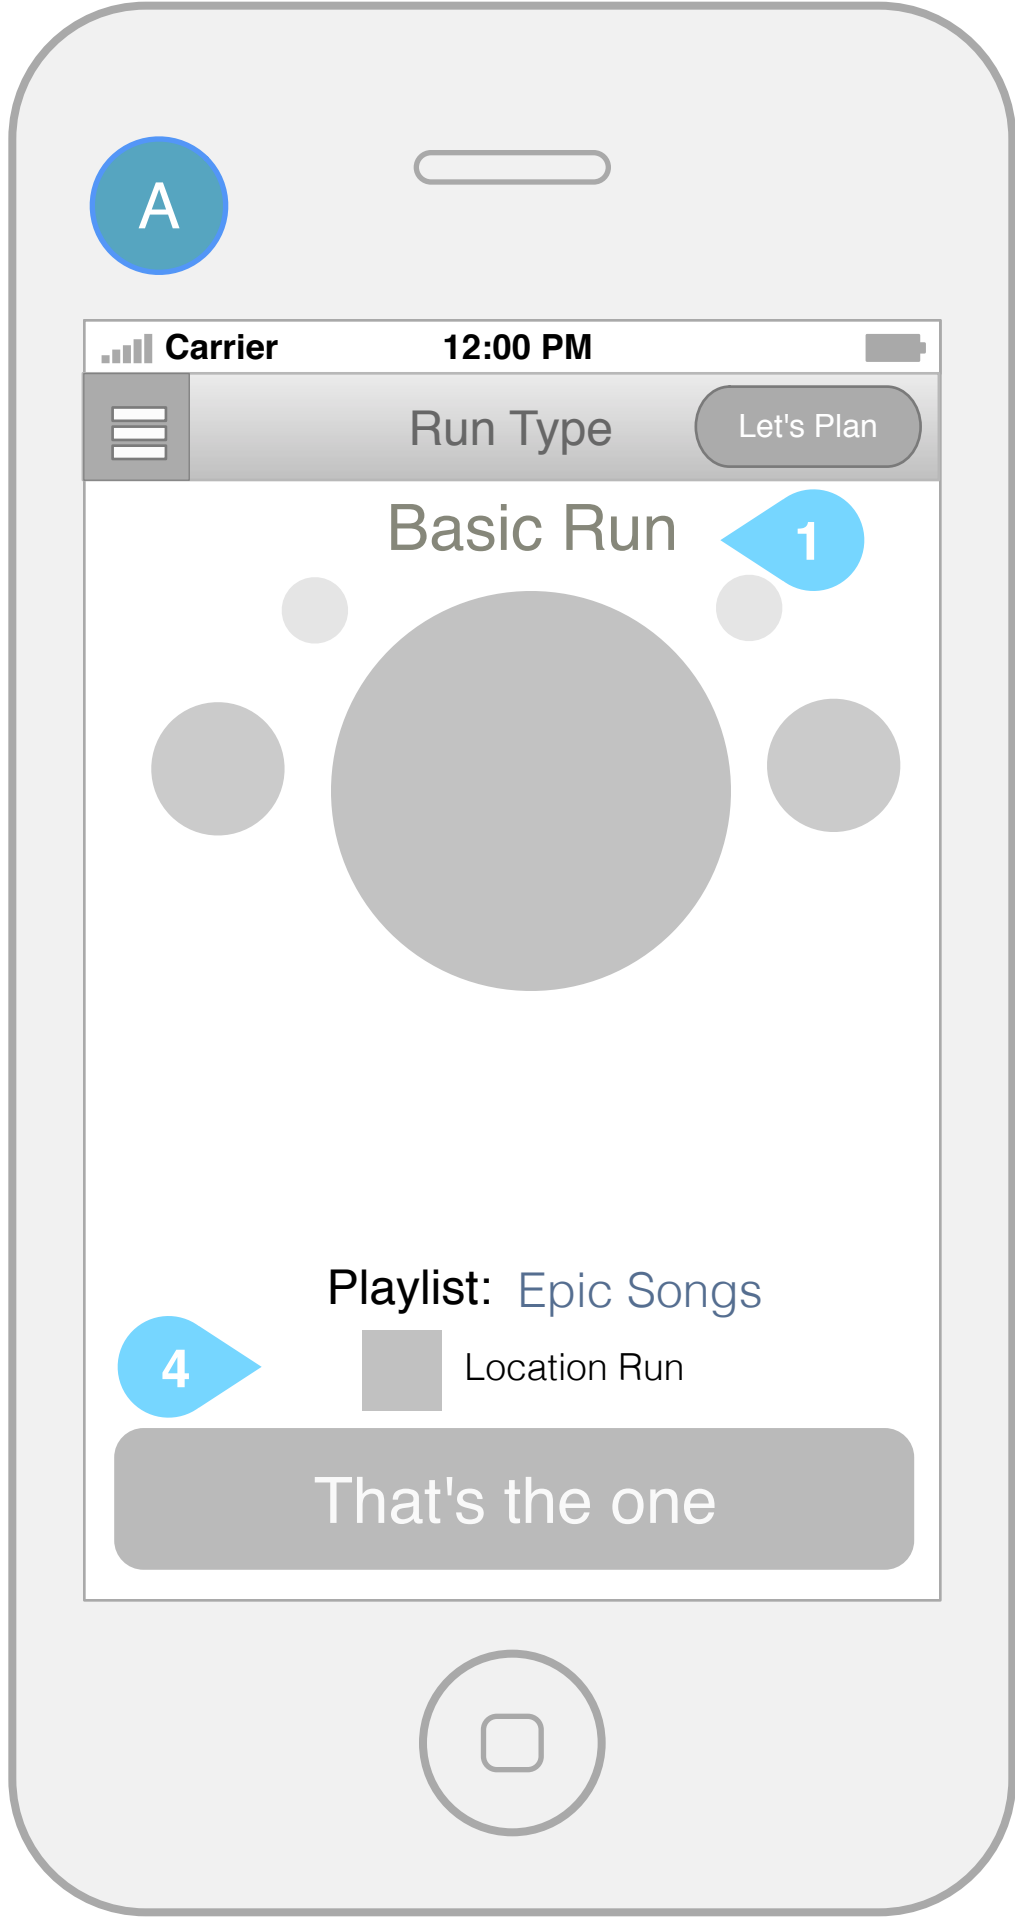 A
Carrier 12:00 PM
Run Type Let's Plan
Basic Run 1
Playlist: Epic Songs
4 Location Run
That's the one